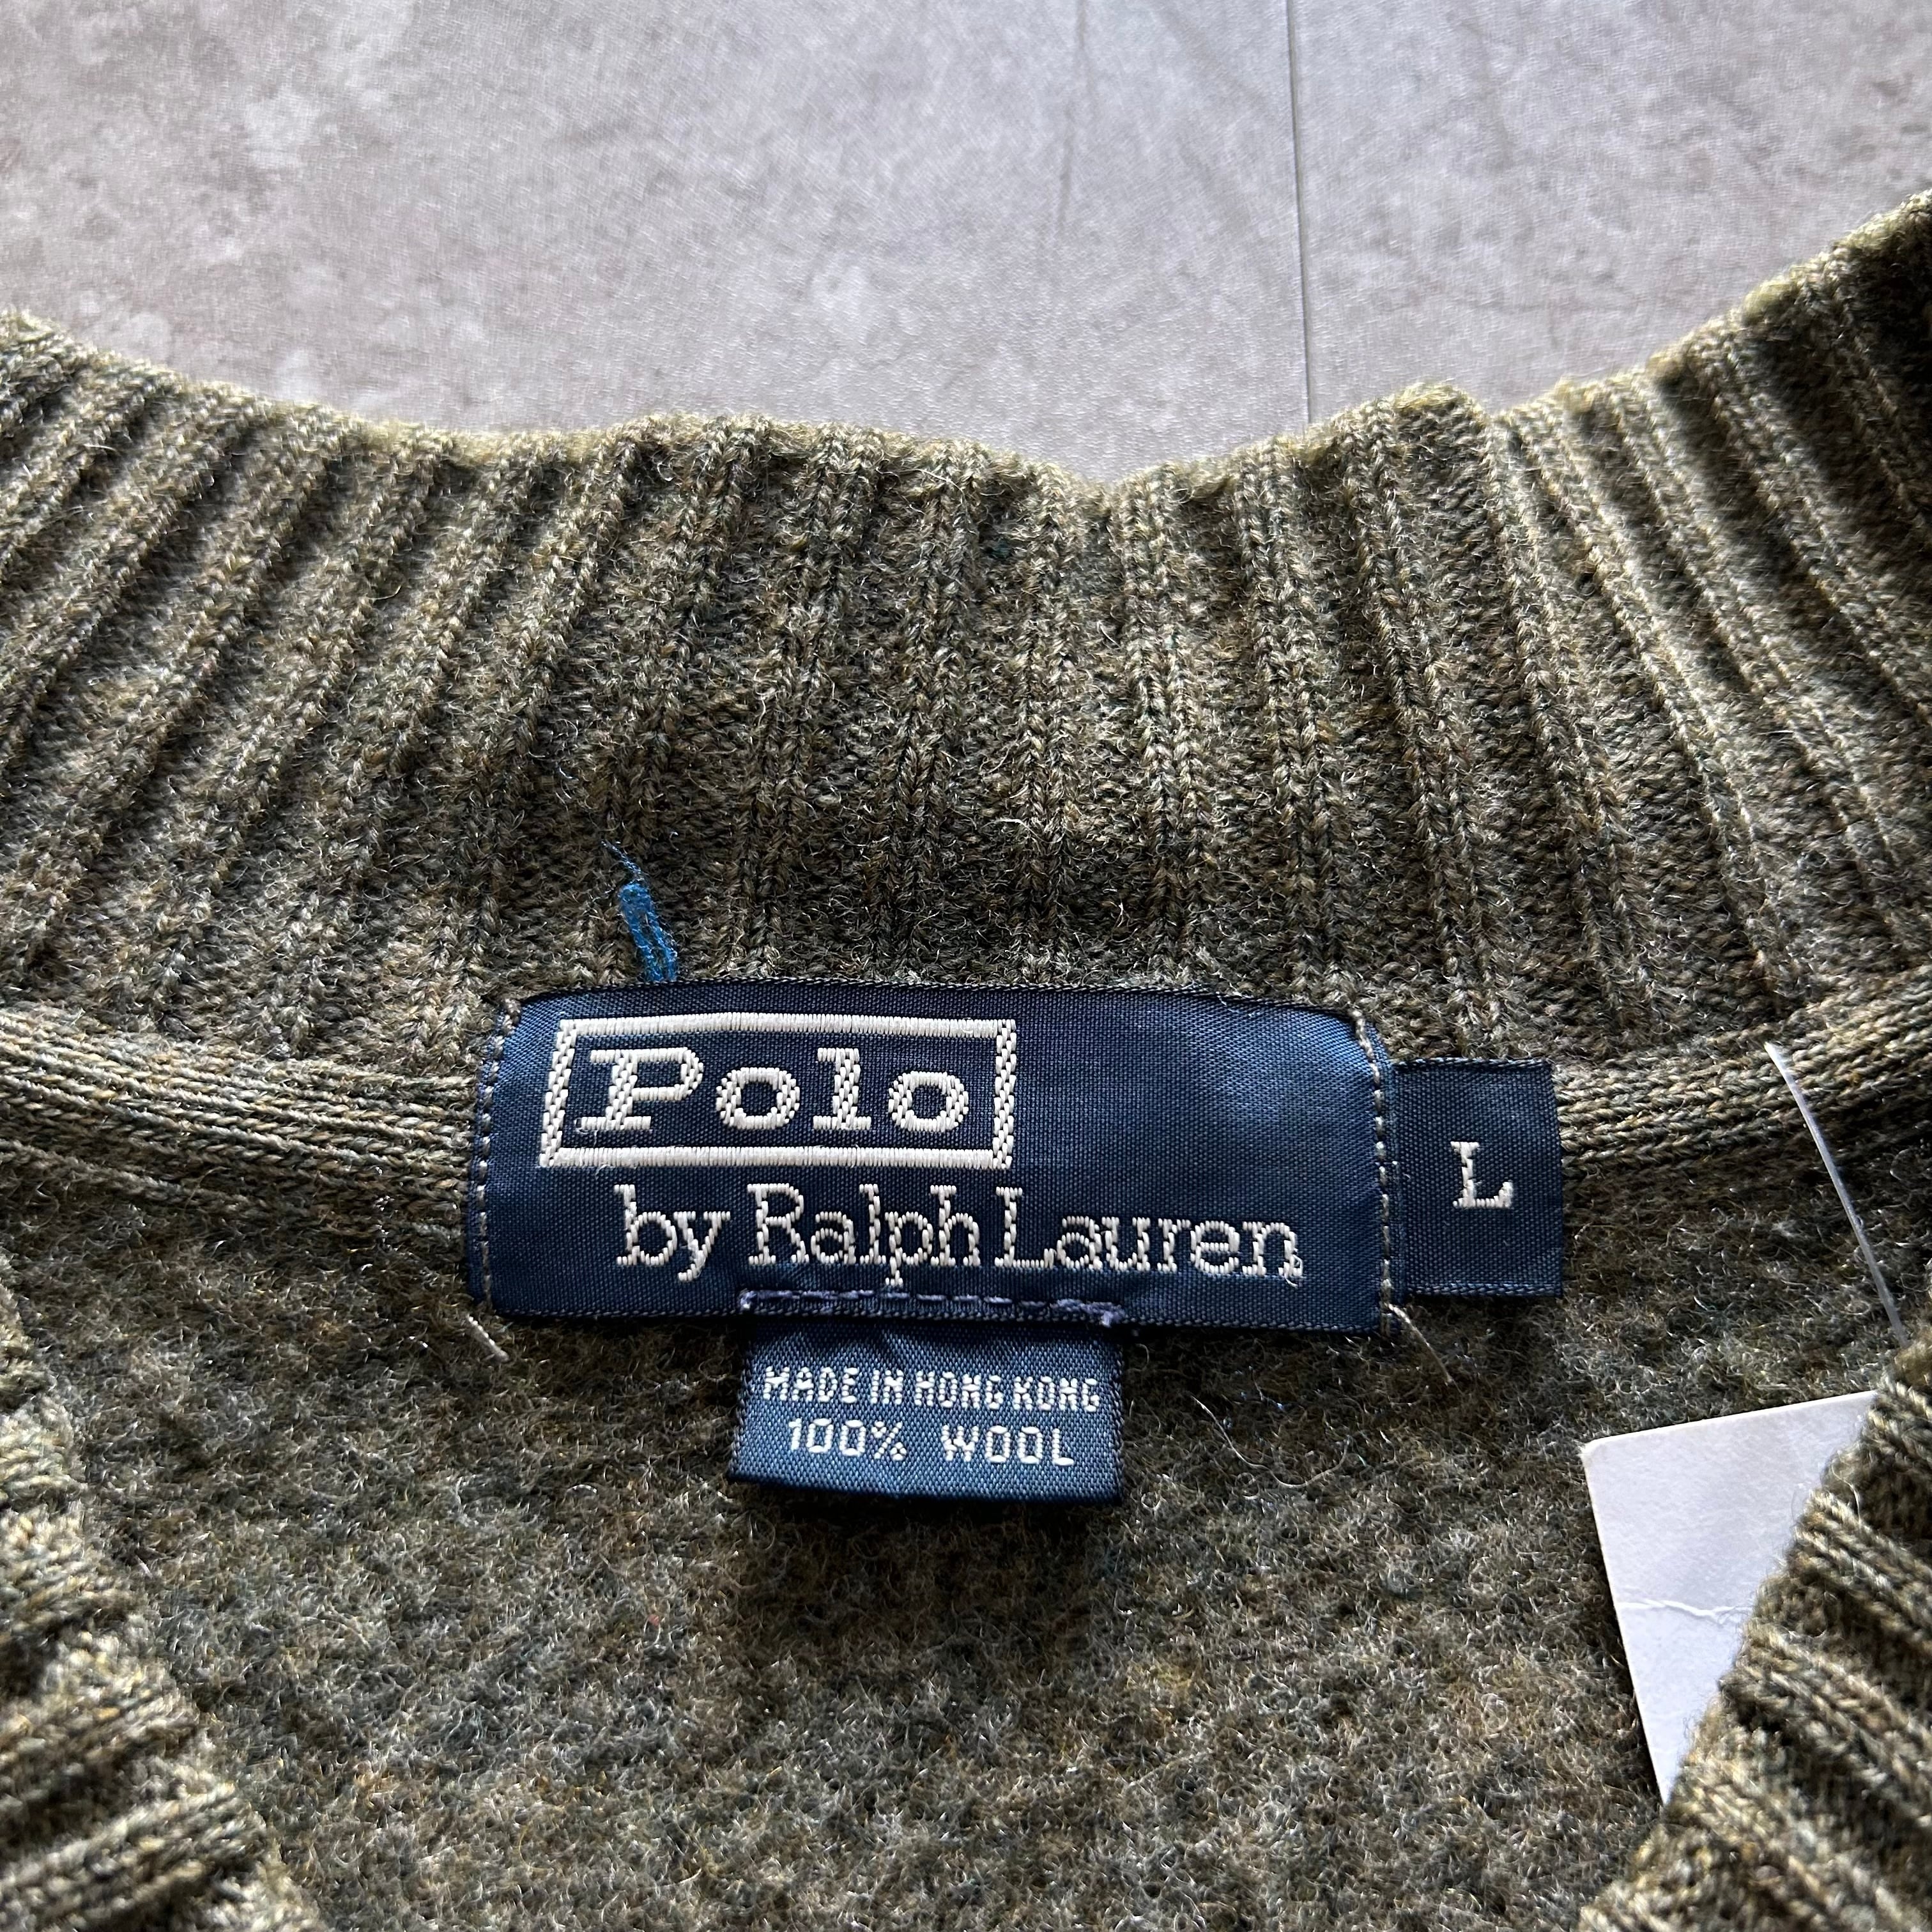 Polo
by Ralph Lauren
L
MADE IN HONG KONG
100% WOOL